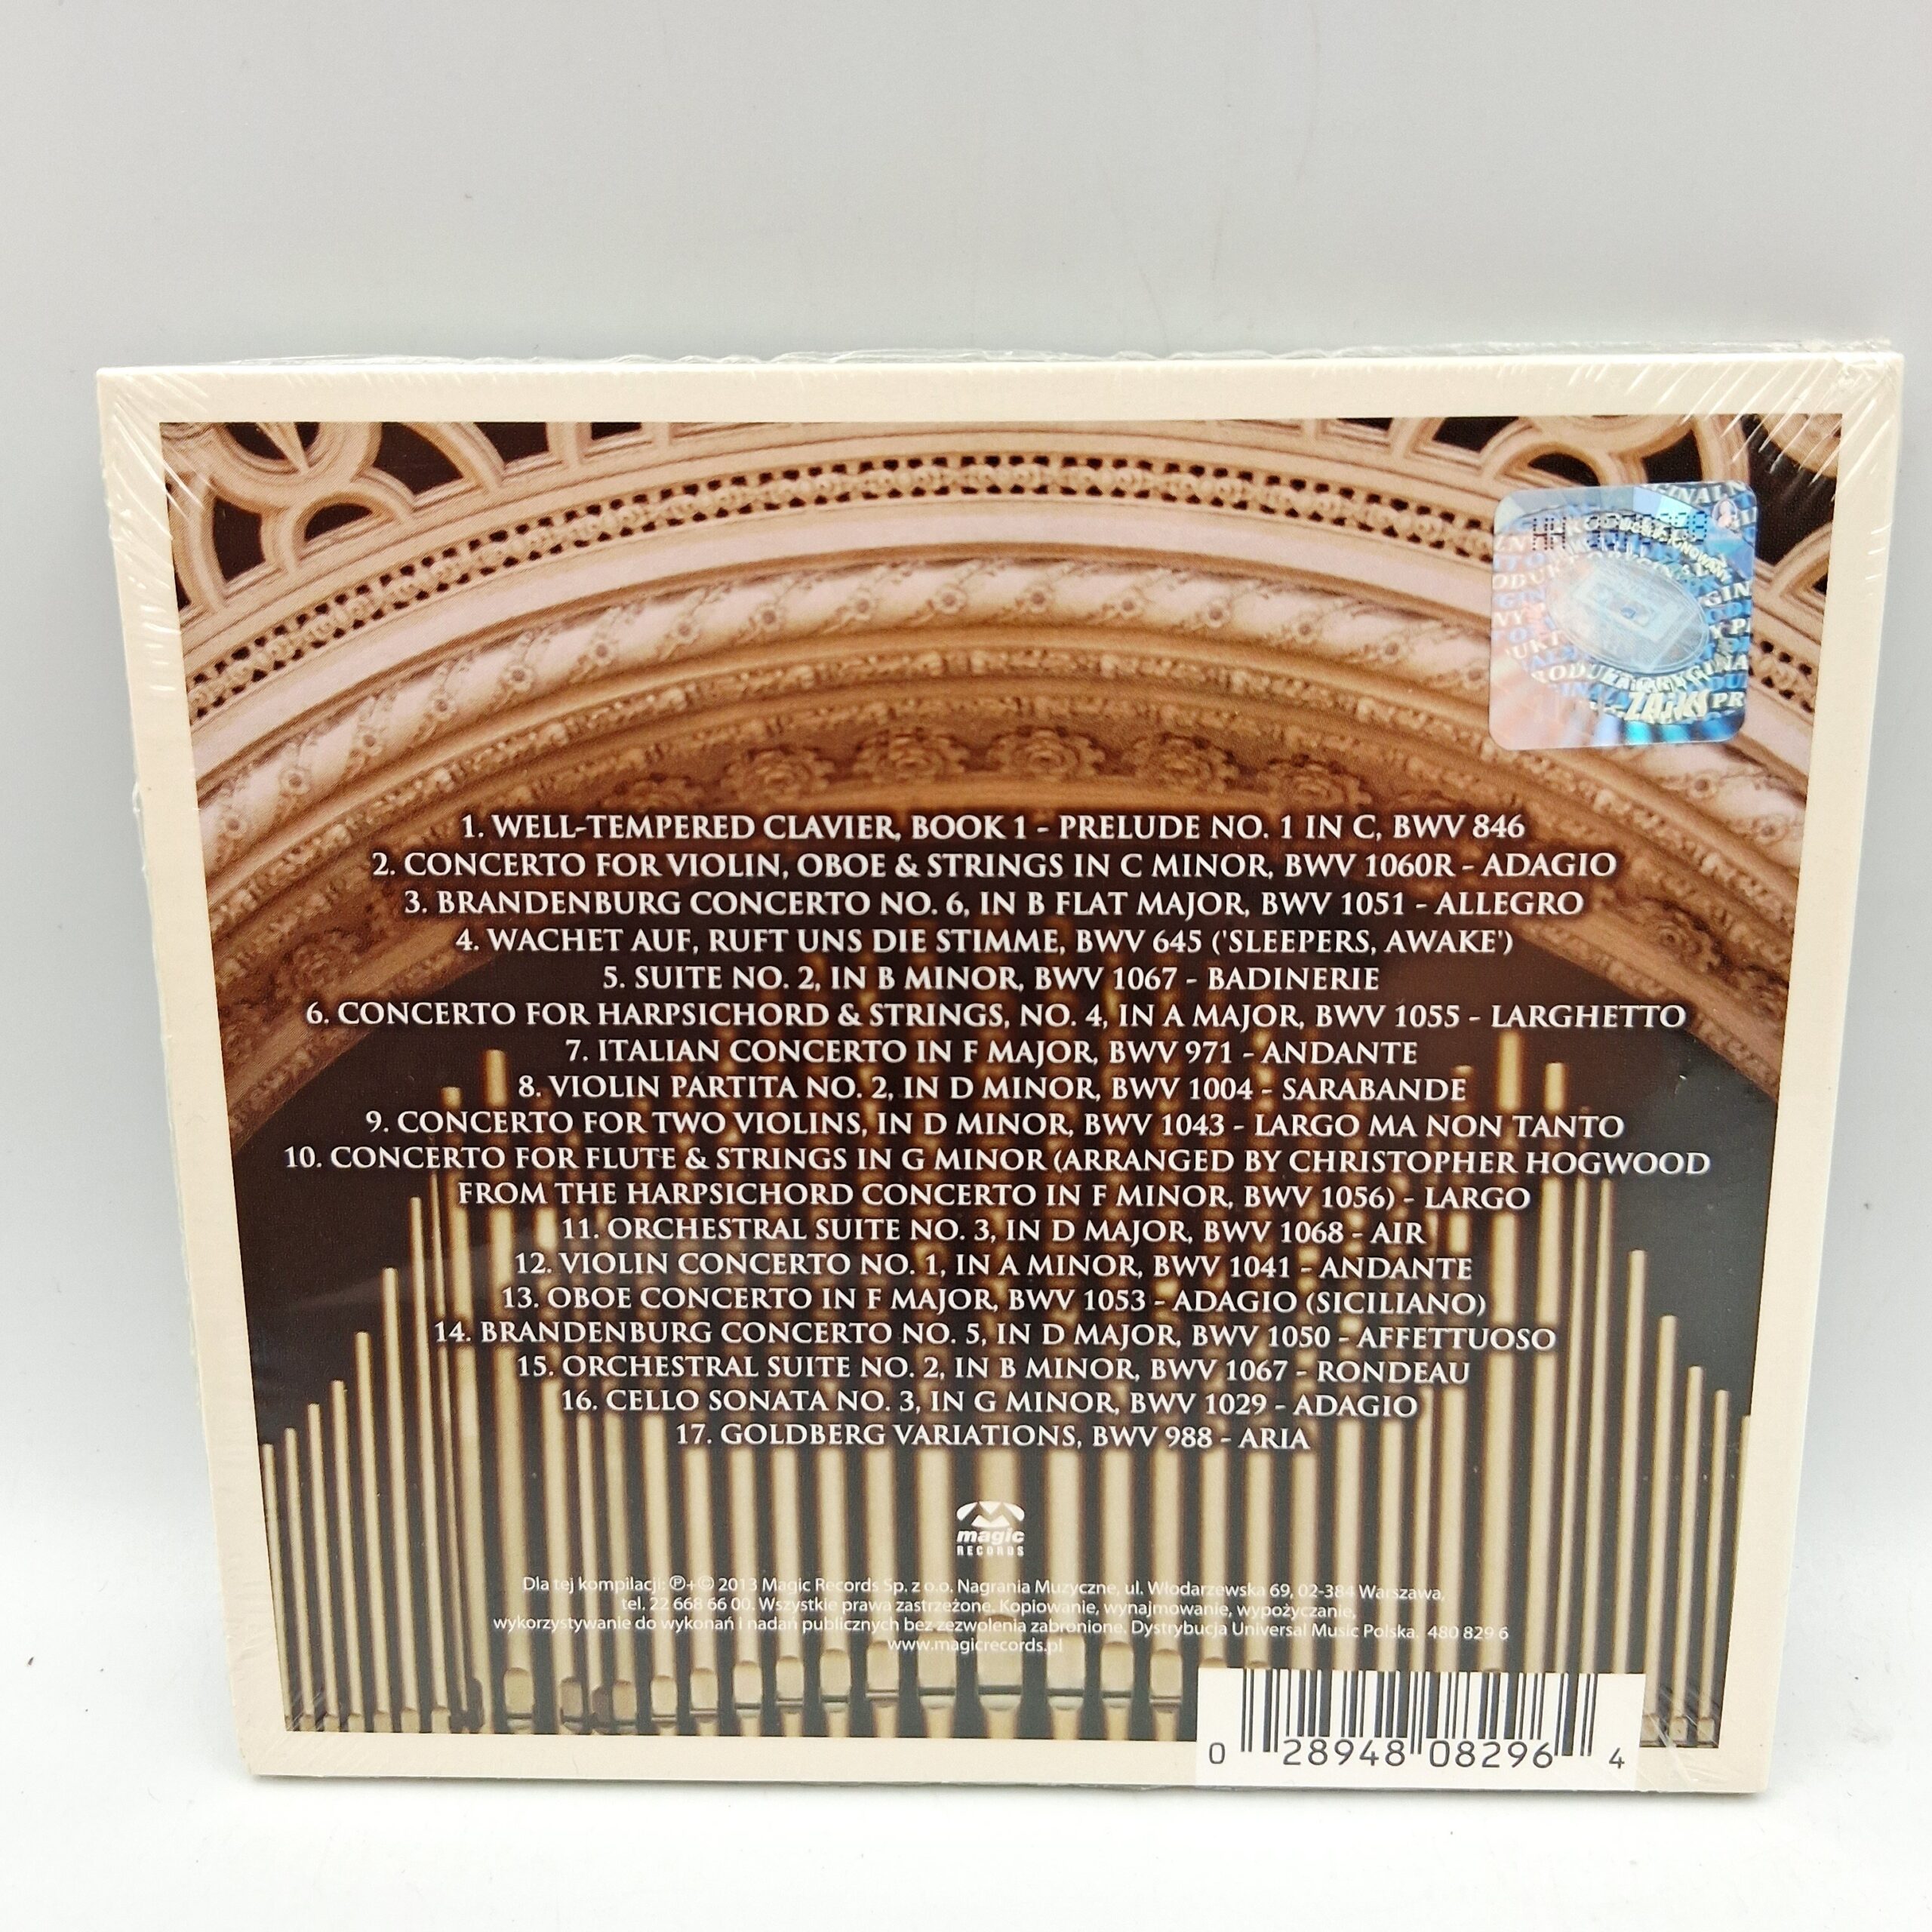 ZAiKS
1. WELL-TEMPERED CLAVIER, BOOK 1 - PRELUDE NO. 1 IN C, BWV 846
2. CONCERTO FOR VIOLIN, OBOE & STRINGS IN C MINOR, BWV 1060R - ADAGIO
3. BRANDENBURG CONCERTO NO. 6, IN B FLAT MAJOR, BWV 1051 - ALLEGRO
4. WACHET AUF, RUFT UNS DIE STIMME, BWV 645 ('SLEEPERS, AWAKE')
5. SUITE NO. 2, IN B MINOR, BWV 1067 - BADINERIE
6. CONCERTO FOR HARPSICHORD & STRINGS, NO. 4, IN A MAJOR, BWV 1055 - LARGHETTO
7. ITALIAN CONCERTO IN F MAJOR, BWV 971 - ANDANTE
8. VIOLIN PARTITA NO. 2, IN D MINOR, BWV 1004 - SARABANDE
9. CONCERTO FOR TWO VIOLINS, IN D MINOR, BWV 1043 - LARGO MA NON TANTO
10. CONCERTO FOR FLUTE & STRINGS IN G MINOR (ARRANGED BY CHRISTOPHER HOGWOOD
FROM THE HARPSICHORD CONCERTO IN F MINOR, BWV 1056) - LARGO
11. ORCHESTRAL SUITE NO. 3, IN D MAJOR, BWV 1068 - AIR
12. VIOLIN CONCERTO NO. 1, IN A MINOR, BWV 1041 - ANDANTE
13. OBOE CONCERTO IN F MAJOR, BWV 1053 - ADAGIO (SICILIANO)
14. BRANDENBURG CONCERTO NO. 5, IN D MAJOR, BWV 1050 - AFFETTUOSO
15. ORCHESTRAL SUITE NO. 2, IN B MINOR, BWV 1067 - RONDEAU
16. CELLO SONATA NO. 3, IN G MINOR, BWV 1029 - ADAGIO
17. GOLDBERG VARIATIONS, BWV 988 - ARIA
magic
RECORDS
Dla tej kompilacji: ℗+© 2013 Magic Records Sp. z o.o. Nagrania Muzyczne, ul. Włodarzewska 69, 02-384 Warszawa,
tel. 22 668 66 00. Wszystkie prawa zastrzeżone. Kopiowanie, wynajmowanie, wypożyczanie,
wykorzystywanie do wykonań i nadań publicznych bez zezwolenia zabronione. Dystrybucja Universal Music Polska. 480 829 6
www.magicrecords.pl
0 28948 08296 4